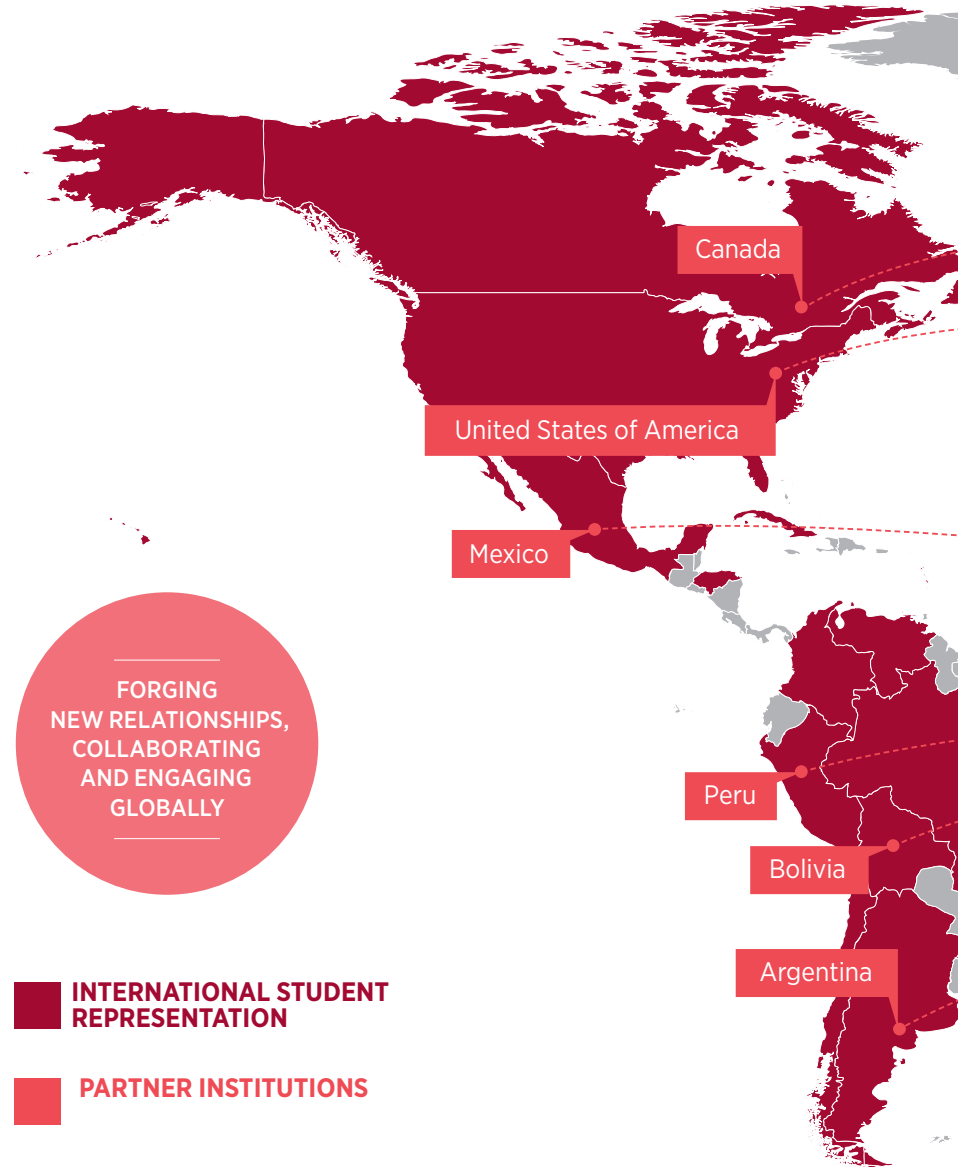 Canada
United States of America
Mexico
FORGING
NEW RELATIONSHIPS,
COLLABORATING
AND ENGAGING
GLOBALLY
Peru
Bolivia
Argentina
INTERNATIONAL STUDENT
REPRESENTATION
PARTNER INSTITUTIONS